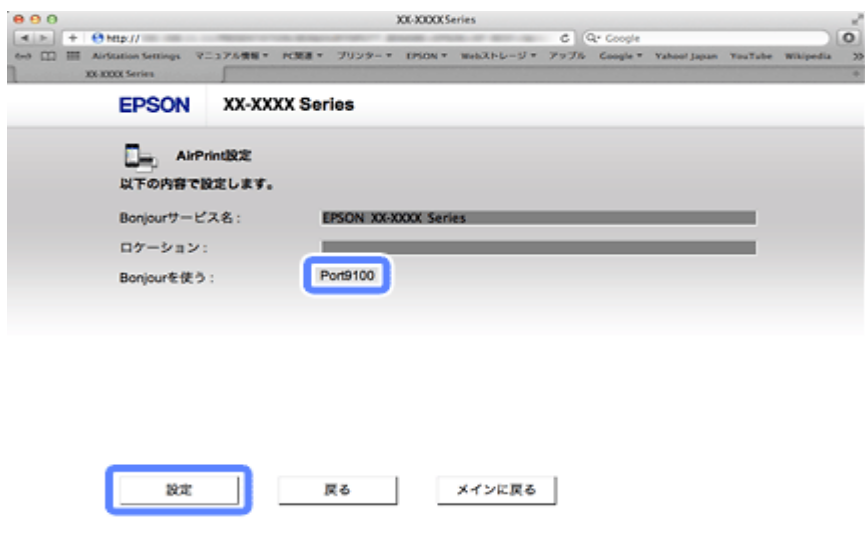 XX-XXXXSeries
http://
Google
AirStation Settings マニュアル情報 PC関連 プリンター EPSON Webストレージ アップル Google Yahoo! Japan YouTube Wikipedia
XX-XXXX Series
EPSON XX-XXXX Series
AirPrint設定
以下の内容で設定します。
Bonjourサービス名 : EPSON XX-XXXX Series
ロケーション :
Bonjourを使う : Port9100
設定 戻る メインに戻る